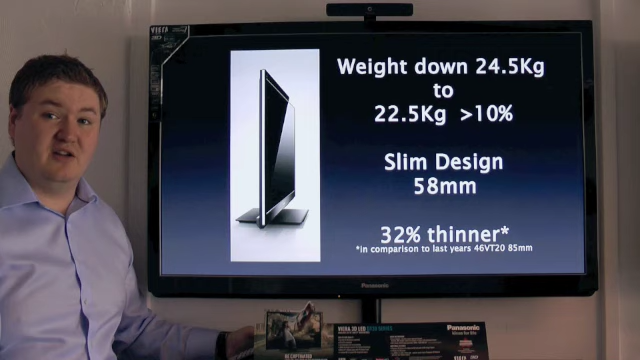 VIERA
Weight down 24.5Kg
to
22.5Kg >10%
Slim Design
58mm
32% thinner*
*in comparison to last years 46VT20 85mm
Panasonic
VIERA 3D LED
Panasonic